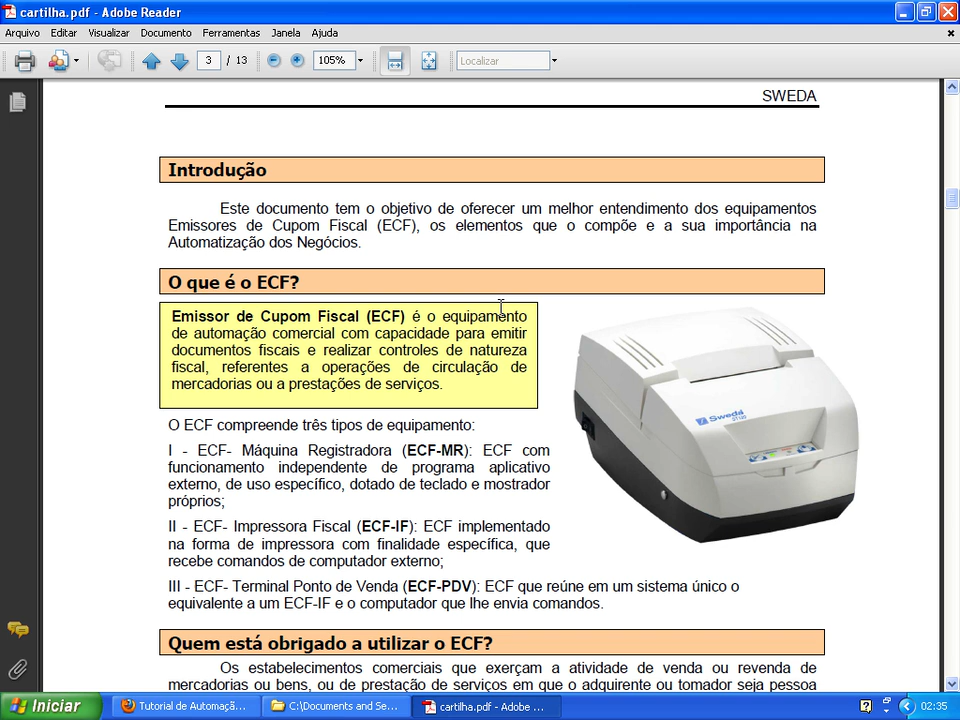 cartilha.pdf - Adobe Reader
Arquivo Editar Visualizar Documento Ferramentas Janela Ajuda
3 / 13 105% Localizar
SWEDA
Introdução
Este documento tem o objetivo de oferecer um melhor entendimento dos equipamentos
Emissores de Cupom Fiscal (ECF), os elementos que o compõe e a sua importância na
Automatização dos Negócios.
O que é o ECF?
Emissor de Cupom Fiscal (ECF) é o equipamento
de automação comercial com capacidade para emitir
documentos fiscais e realizar controles de natureza
fiscal, referentes a operações de circulação de
mercadorias ou a prestações de serviços.
Sweda
ST120
O ECF compreende três tipos de equipamento:
I - ECF- Máquina Registradora (ECF-MR): ECF com
funcionamento independente de programa aplicativo
externo, de uso específico, dotado de teclado e mostrador
próprios;
II - ECF- Impressora Fiscal (ECF-IF): ECF implementado
na forma de impressora com finalidade específica, que
recebe comandos de computador externo;
III - ECF- Terminal Ponto de Venda (ECF-PDV): ECF que reúne em um sistema único o
equivalente a um ECF-IF e o computador que lhe envia comandos.
Quem está obrigado a utilizar o ECF?
Os estabelecimentos comerciais que exerçam a atividade de venda ou revenda de
mercadorias ou bens, ou de prestação de serviços em que o adquirente ou tomador seja pessoa
Iniciar Tutorial de Automaçã... C:\Documents and Se... cartilha.pdf - Adobe ... 02:35